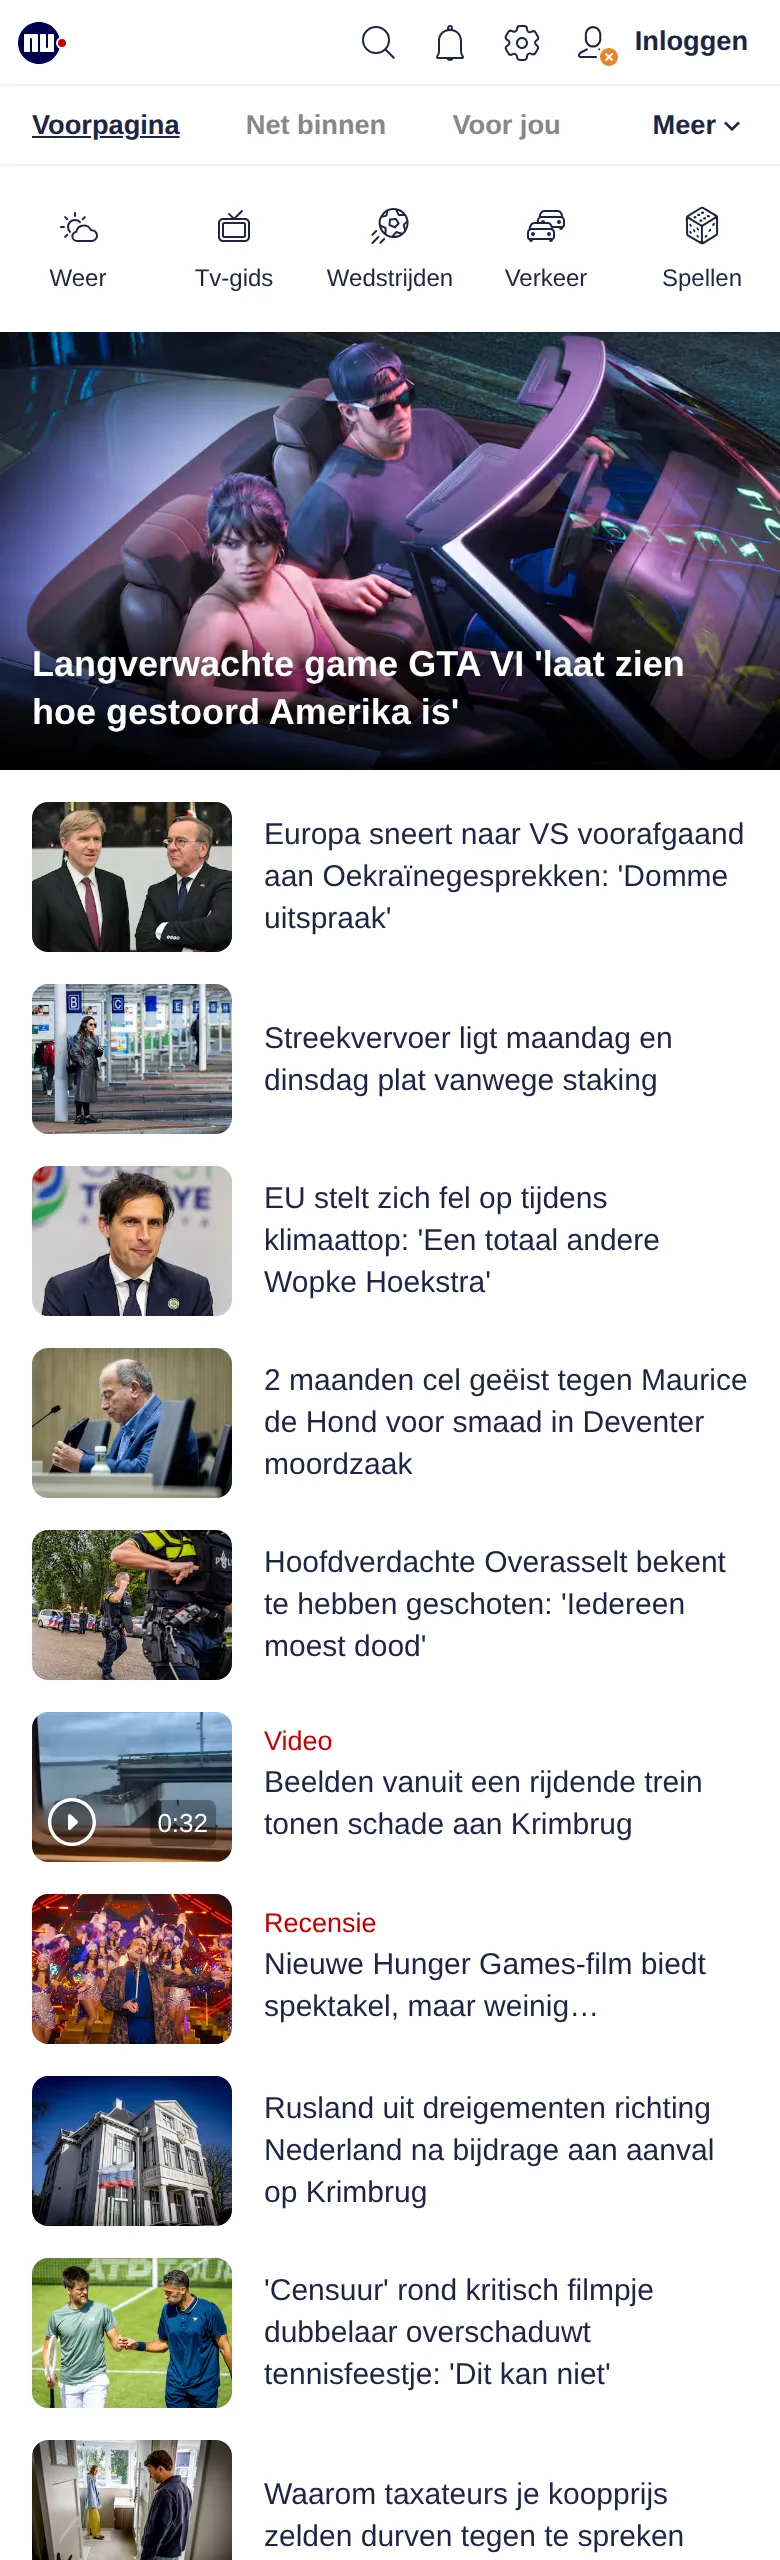 nu
Inloggen
Voorpagina Net binnen Voor jou Meer
Weer Tv-gids Wedstrijden Verkeer Spellen
Langverwachte game GTA VI 'laat zien
hoe gestoord Amerika is'
Europa sneert naar VS voorafgaand
aan Oekraïnegesprekken: 'Domme
uitspraak'
B C E F
Streekvervoer ligt maandag en
dinsdag plat vanwege staking
EU stelt zich fel op tijdens
klimaattop: 'Een totaal andere
Wopke Hoekstra'
2 maanden cel geëist tegen Maurice
de Hond voor smaad in Deventer
moordzaak
Hoofdverdachte Overasselt bekent
te hebben geschoten: 'Iedereen
moest dood'
Video
Beelden vanuit een rijdende trein
tonen schade aan Krimbrug
0:32
Recensie
Nieuwe Hunger Games-film biedt
spektakel, maar weinig…
Rusland uit dreigementen richting
Nederland na bijdrage aan aanval
op Krimbrug
ATP TOUR
'Censuur' rond kritisch filmpje
dubbelaar overschaduwt
tennisfeestje: 'Dit kan niet'
Waarom taxateurs je koopprijs
zelden durven tegen te spreken